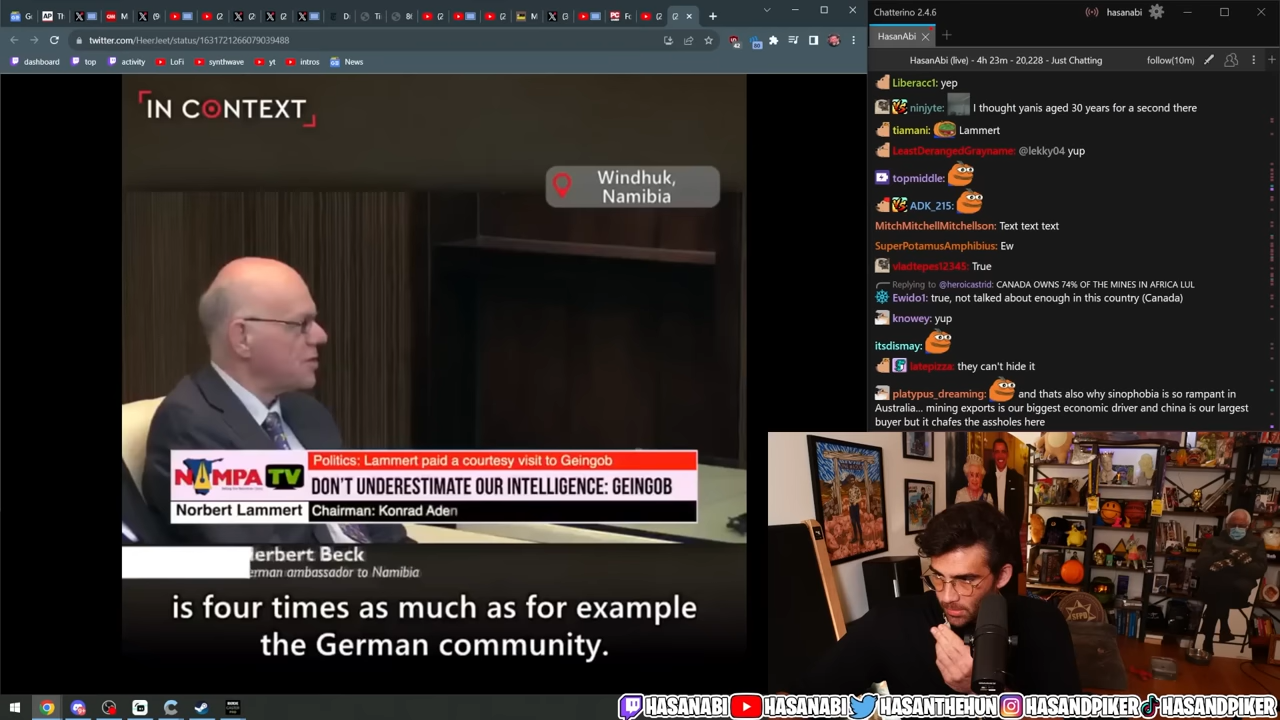 twitter.com/HeerJeet/status/1631721266079039488
dashboard
top
activity
LoFi
synthwave
yt
intros
News
IN CONTEXT
Windhuk,
Namibia
NAMPA TV
Politics: Lammert paid a courtesy visit to Geingob
DON'T UNDERESTIMATE OUR INTELLIGENCE: GEINGOB
Norbert Lammert
Chairman: Konrad Aden
erbert Beck
erman ambassador to Namibia
is four times as much as for example
the German community.
Chatterino 2.4.6
hasanabi
HasanAbi
HasanAbi (live) - 4h 23m - 20,228 - Just Chatting
follow(10m)
Liberacc1: yep
ninjyte: I thought yanis aged 30 years for a second there
tiamani: Lammert
LeastDerangedGrayname: @lekky04 yup
topmiddle:
ADK_215:
MitchMitchellMitchellson: Text text text
SuperPotamusAmphibius: Ew
vladtepes12345: True
Replying to @heroicastrid: CANADA OWNS 74% OF THE MINES IN AFRICA LUL
Ewido1: true, not talked about enough in this country (Canada)
knowey: yup
itsdismay:
latepizza: they can't hide it
platypus_dreaming: and thats also why sinophobia is so rampant in
Australia... mining exports is our biggest economic driver and china is our largest
buyer but it chafes the assholes here
HASANABI
HASANABI
HASANTHEHUN
HASANDPIKER
HASANDPIKER